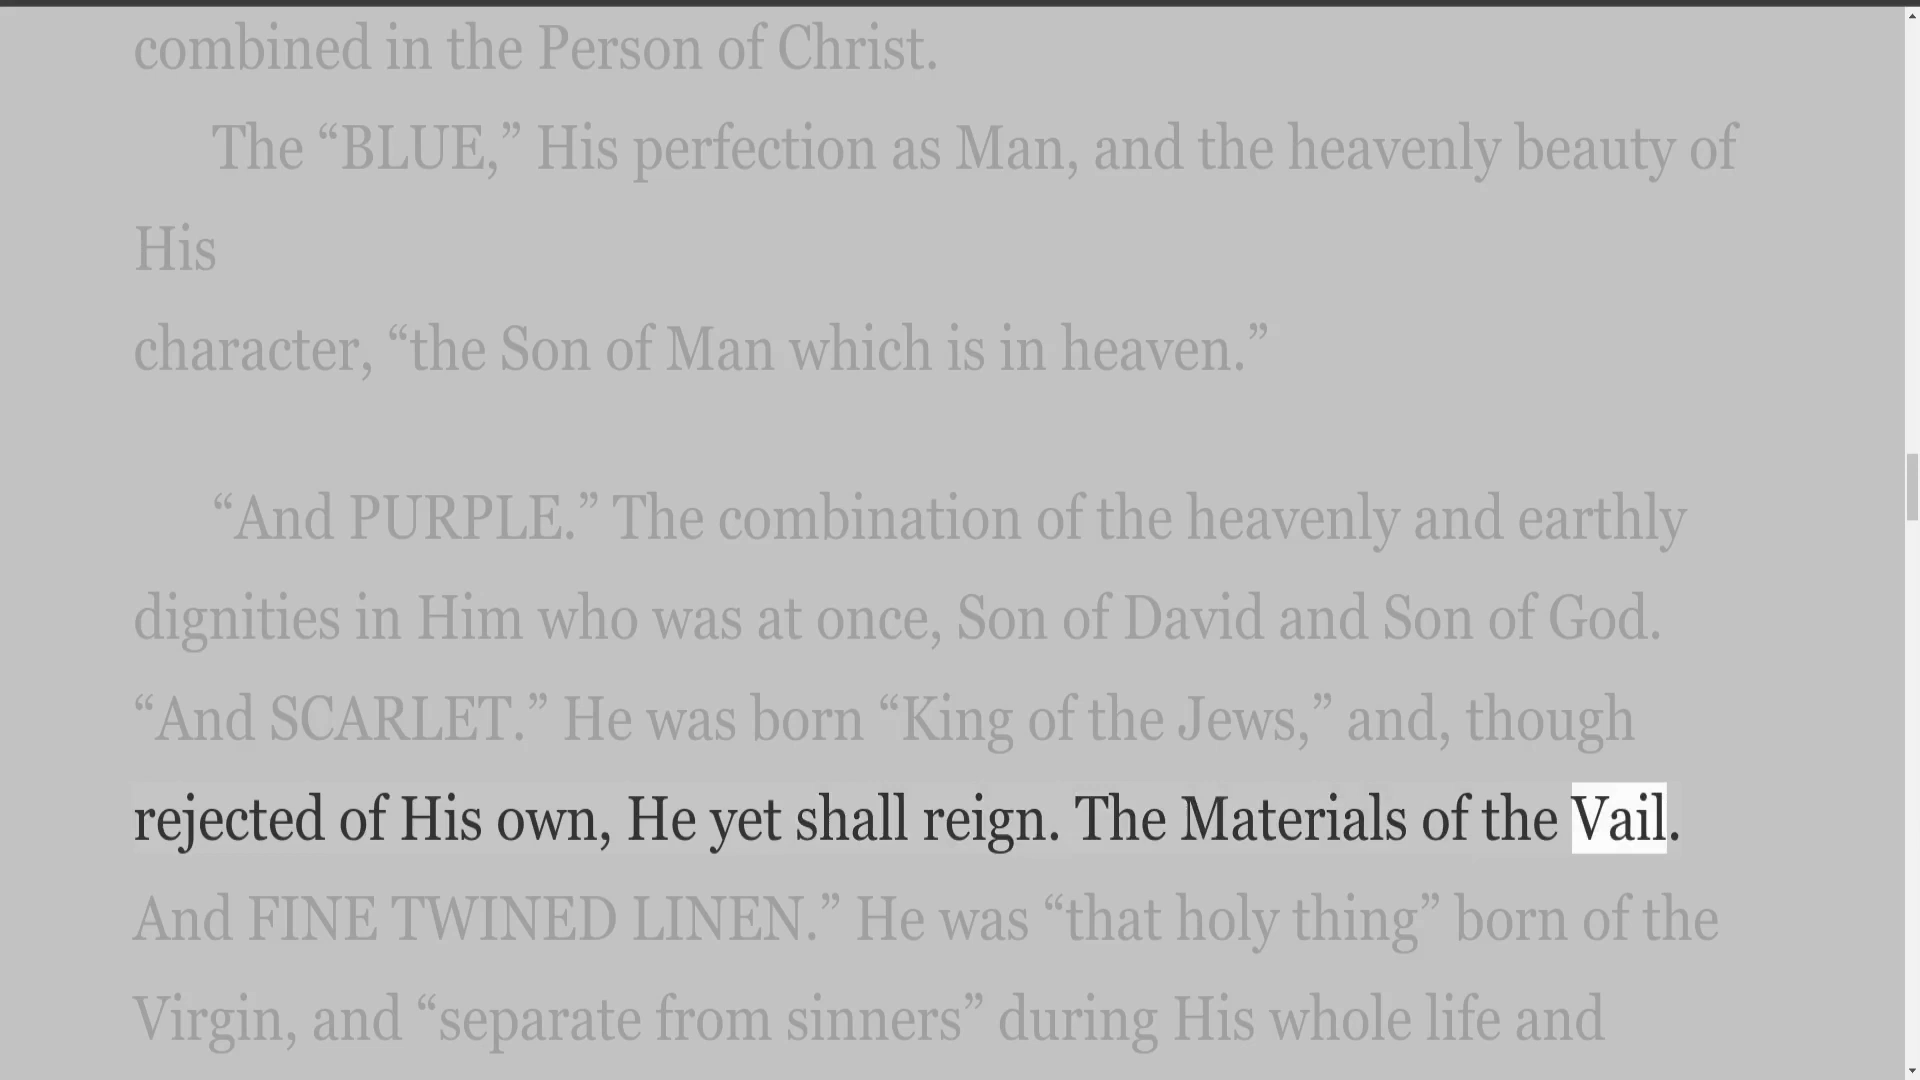 combined in the Person of Christ.
The “BLUE,” His perfection as Man, and the heavenly beauty of
His
character, “the Son of Man which is in heaven.”
“And PURPLE.” The combination of the heavenly and earthly
dignities in Him who was at once, Son of David and Son of God.
“And SCARLET.” He was born “King of the Jews,” and, though
rejected of His own, He yet shall reign. The Materials of the Vail.
And FINE TWINED LINEN.” He was “that holy thing” born of the
Virgin, and “separate from sinners” during His whole life and